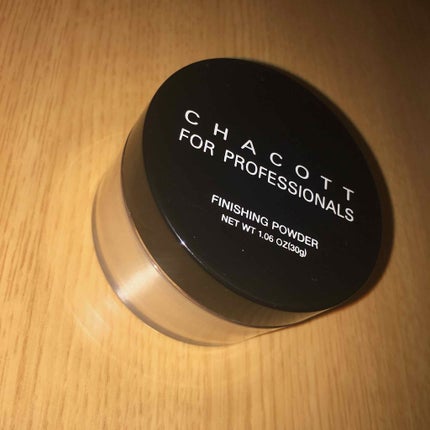 CHACOTT
FOR PROFESSIONALS
FINISHING POWDER
NET WT 1.06 OZ(30g)